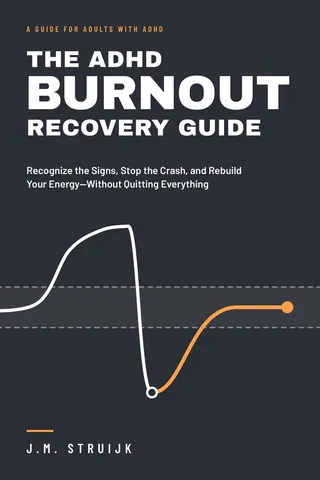 A GUIDE FOR ADULTS WITH ADHD
THE ADHD
BURNOUT
RECOVERY GUIDE
Recognize the Signs, Stop the Crash, and Rebuild
Your Energy—Without Quitting Everything
J.M. STRUIJK